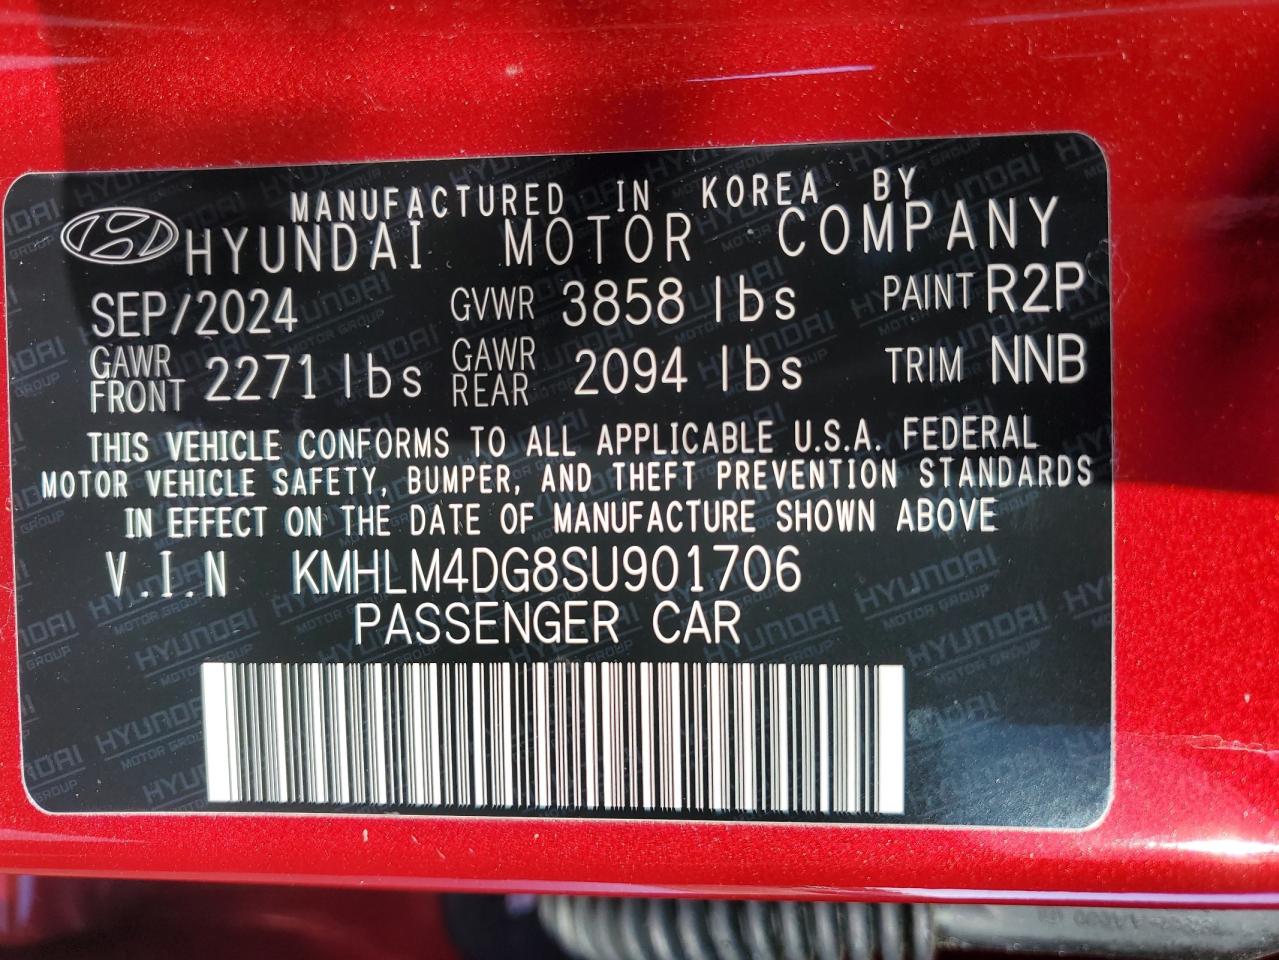 MANUFACTURED IN KOREA BY
HYUNDAI MOTOR COMPANY
SEP/2024 GVWR 3858 lbs PAINT R2P
GAWR FRONT 2271 lbs GAWR REAR 2094 lbs TRIM NNB
THIS VEHICLE CONFORMS TO ALL APPLICABLE U.S.A. FEDERAL
MOTOR VEHICLE SAFETY, BUMPER, AND THEFT PREVENTION STANDARDS
IN EFFECT ON THE DATE OF MANUFACTURE SHOWN ABOVE
V.I.N KMHLM4DG8SU901706
PASSENGER CAR